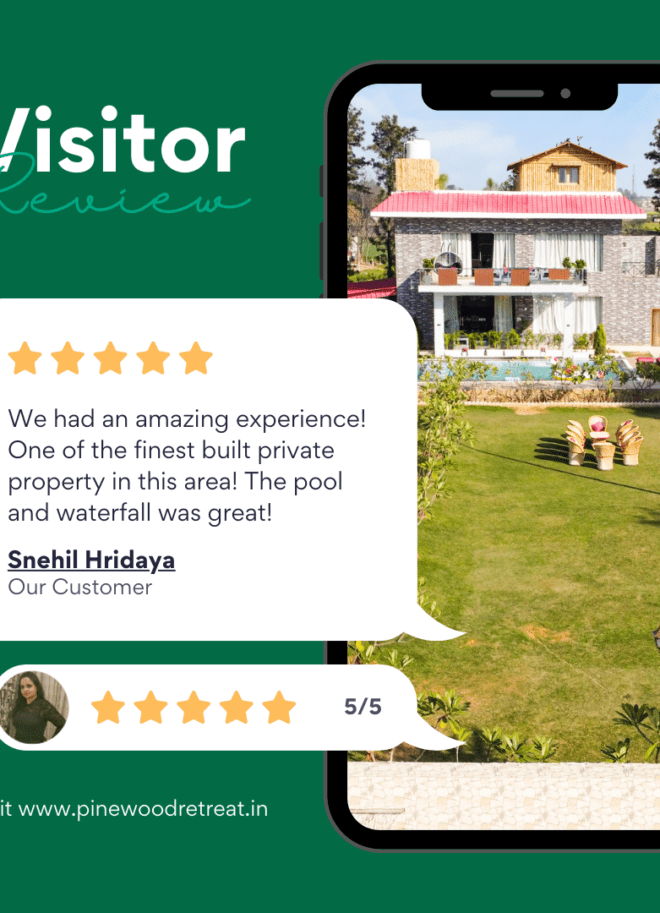 Visitor
Review
We had an amazing experience!
One of the finest built private
property in this area! The pool
and waterfall was great!
Snehil Hridaya
Our Customer
5/5
it www.pinewoodretreat.in